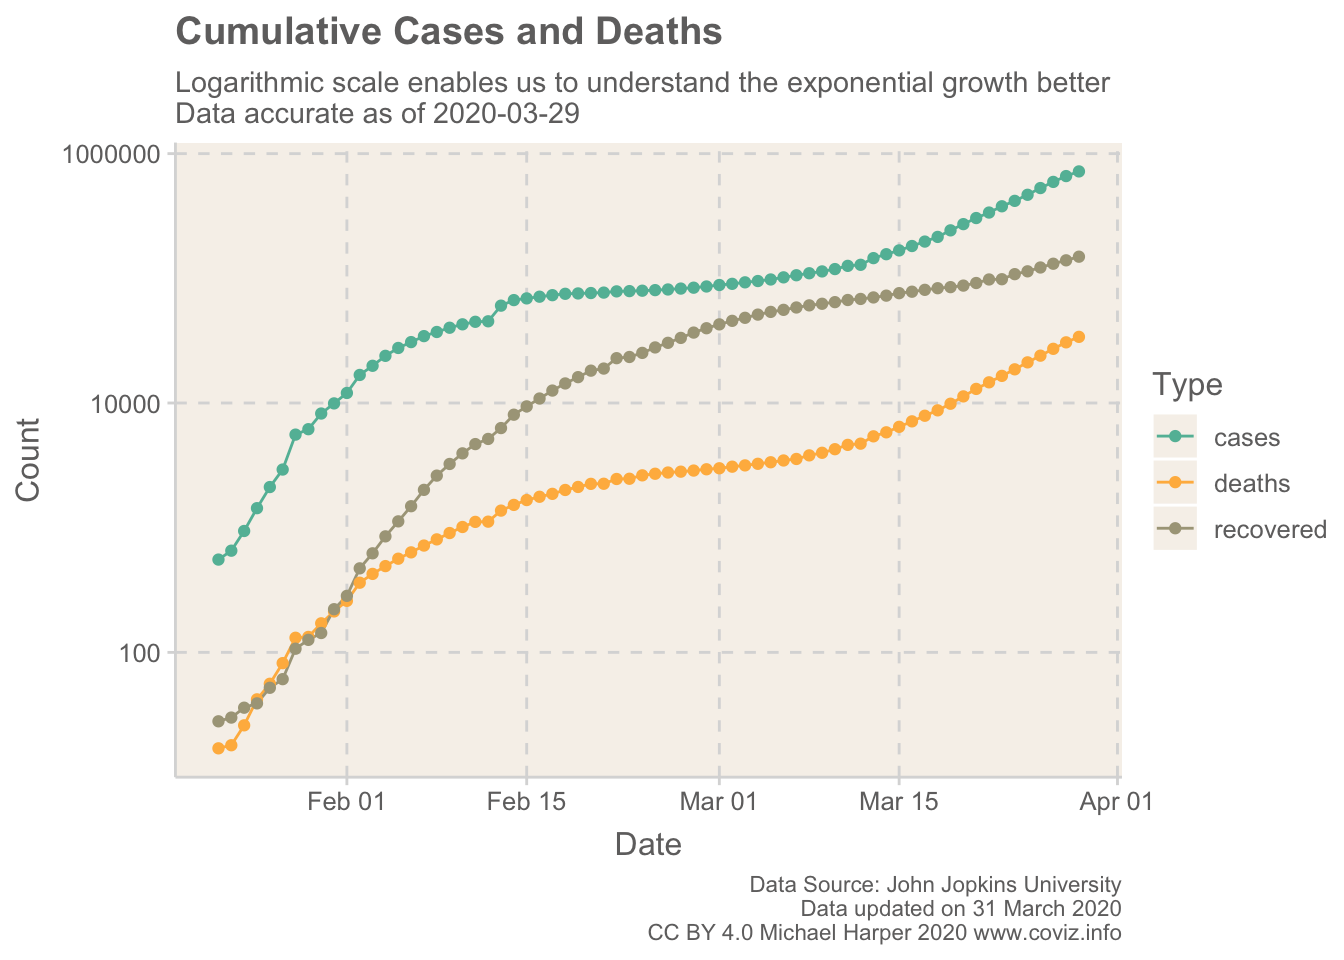 Cumulative Cases and Deaths
Logarithmic scale enables us to understand the exponential growth better
Data accurate as of 2020-03-29
1000000
10000
100
Count
Feb 01
Feb 15
Mar 01
Mar 15
Apr 01
Date
Type
cases
deaths
recovered
Data Source: John Jopkins University
Data updated on 31 March 2020
CC BY 4.0 Michael Harper 2020 www.coviz.info